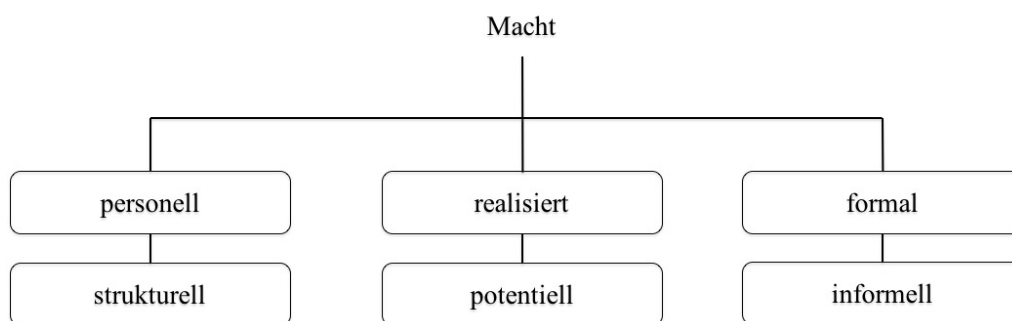 Macht
personell
realisiert
formal
strukturell
potentiell
informell